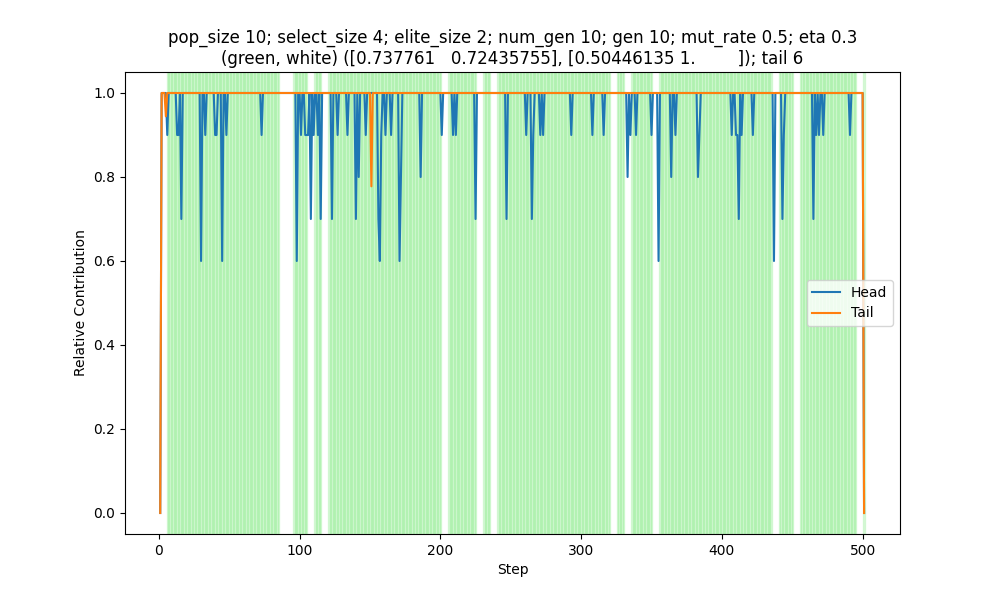 pop_size 10; select_size 4; elite_size 2; num_gen 10; gen 10; mut_rate 0.5; eta 0.3
(green, white) ([0.737761   0.72435755], [0.50446135 1.        ]); tail 6
1.0
0.8
0.6
0.4
0.2
0.0
Relative Contribution
Head
Tail
0
100
200
300
400
500
Step